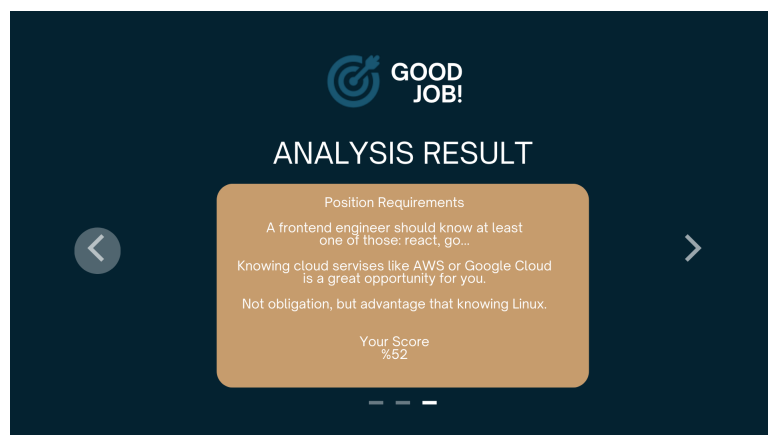 GOOD
JOB!
ANALYSIS RESULT
Position Requirements
A frontend engineer should know at least
one of those: react, go...
Knowing cloud servises like AWS or Google Cloud
is a great opportunity for you.
Not obligation, but advantage that knowing Linux.
Your Score
%52